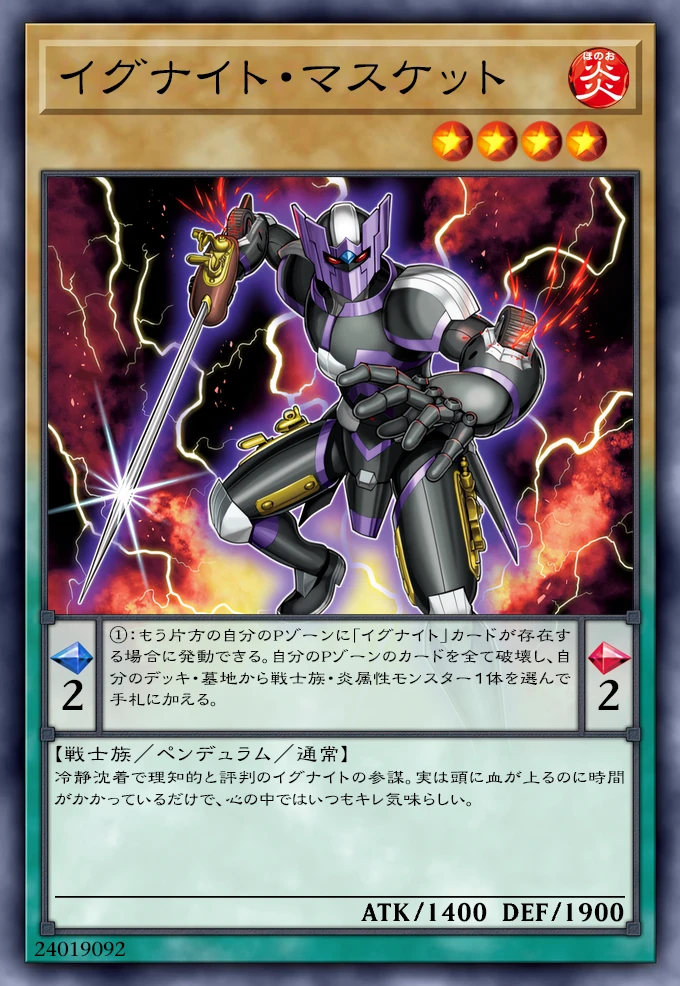 イグナイト・マスケット
ほのお
炎
①:もう片方の自分のPゾーンに「イグナイト」カードが存在す
る場合に発動できる。自分のPゾーンのカードを全て破壊し、自
分のデッキ・墓地から戦士族・炎属性モンスター1体を選んで
手札に加える。
2
2
【戦士族／ペンデュラム／通常】
冷静沈着で理知的と評判のイグナイトの参謀。実は頭に血が上るのに時間
がかかっているだけで、心の中ではいつもキレ気味らしい。
ATK/1400 DEF/1900
24019092